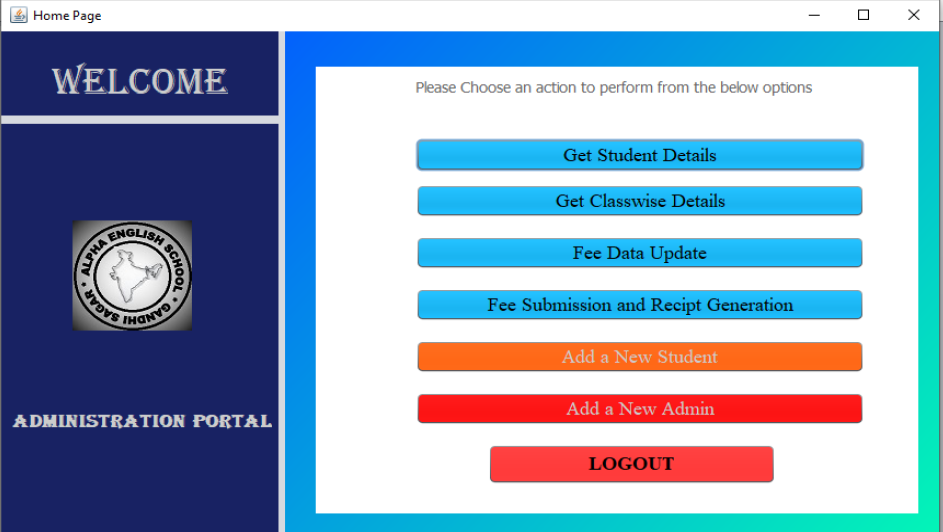 Home Page
WELCOME
ALPHA ENGLISH SCHOOL
GANDHI SAGAR
ADMINISTRATION PORTAL
Please Choose an action to perform from the below options
Get Student Details
Get Classwise Details
Fee Data Update
Fee Submission and Recipt Generation
Add a New Student
Add a New Admin
LOGOUT